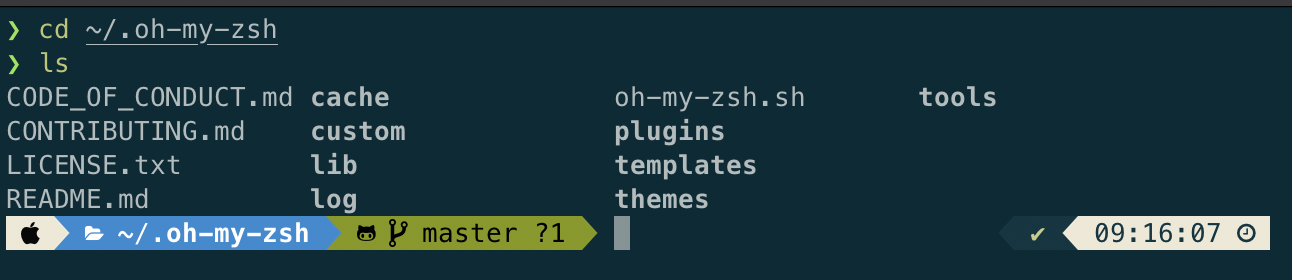 ❯ cd ~/.oh-my-zsh
❯ ls
CODE_OF_CONDUCT.md cache oh-my-zsh.sh tools
CONTRIBUTING.md custom plugins
LICENSE.txt lib templates
README.md log themes
~/.oh-my-zsh master ?1 ✔ 09:16:07